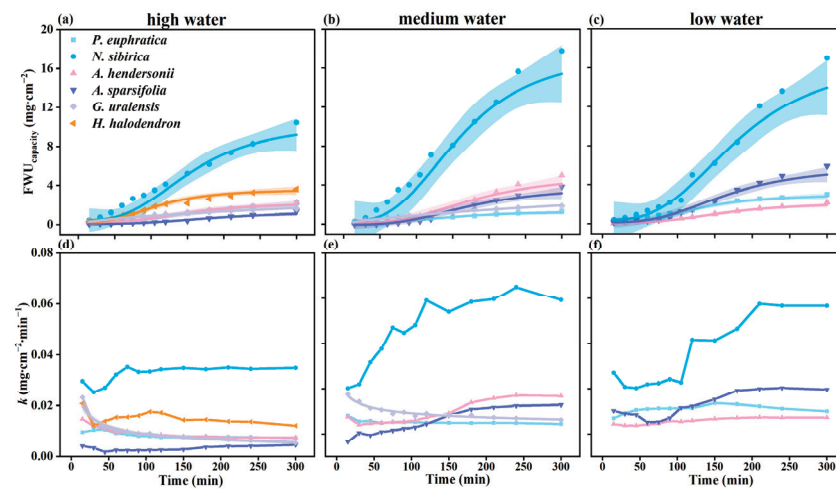 high water
medium water
low water
(a)
(b)
(c)
20
16
12
8
4
0
FWUcapacity (mg·cm−2)
P. euphratica
N. sibirica
A. hendersonii
A. sparsifolia
G. uralensts
H. halodendron
(d)
(e)
(f)
0.08
0.06
0.04
0.02
0.00
k (mg·cm−2·min−1)
0 50 100 150 200 250 300
0 50 100 150 200 250 300
0 50 100 150 200 250 300
Time (min)
Time (min)
Time (min)